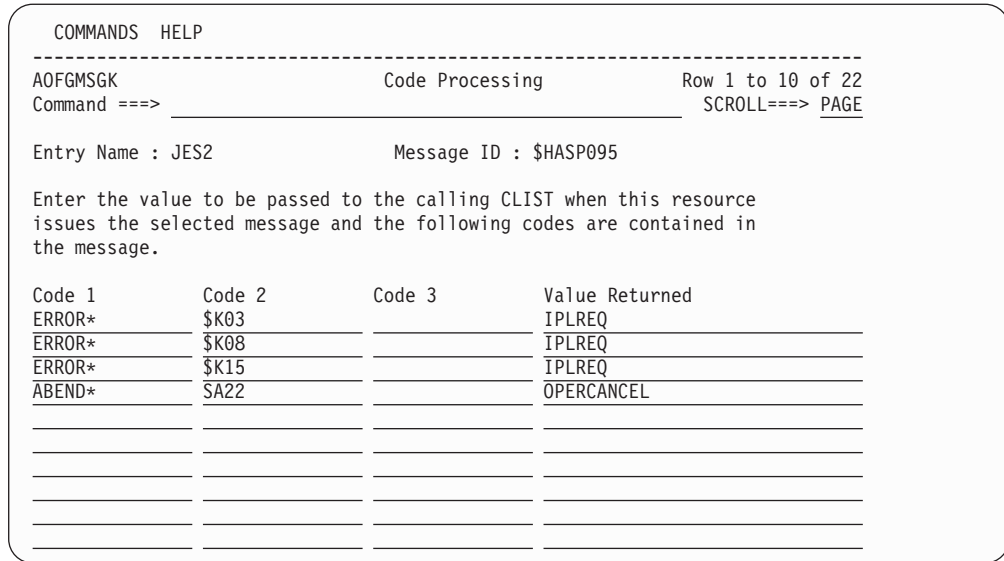 COMMANDS HELP
--------------------------------------------------------------------------------
AOFGMSGK Code Processing Row 1 to 10 of 22
Command ===> SCROLL===> PAGE
Entry Name : JES2 Message ID : $HASP095
Enter the value to be passed to the calling CLIST when this resource
issues the selected message and the following codes are contained in
the message.
Code 1 Code 2 Code 3 Value Returned
ERROR* $K03 IPLREQ
ERROR* $K08 IPLREQ
ERROR* $K15 IPLREQ
ABEND* SA22 OPERCANCEL